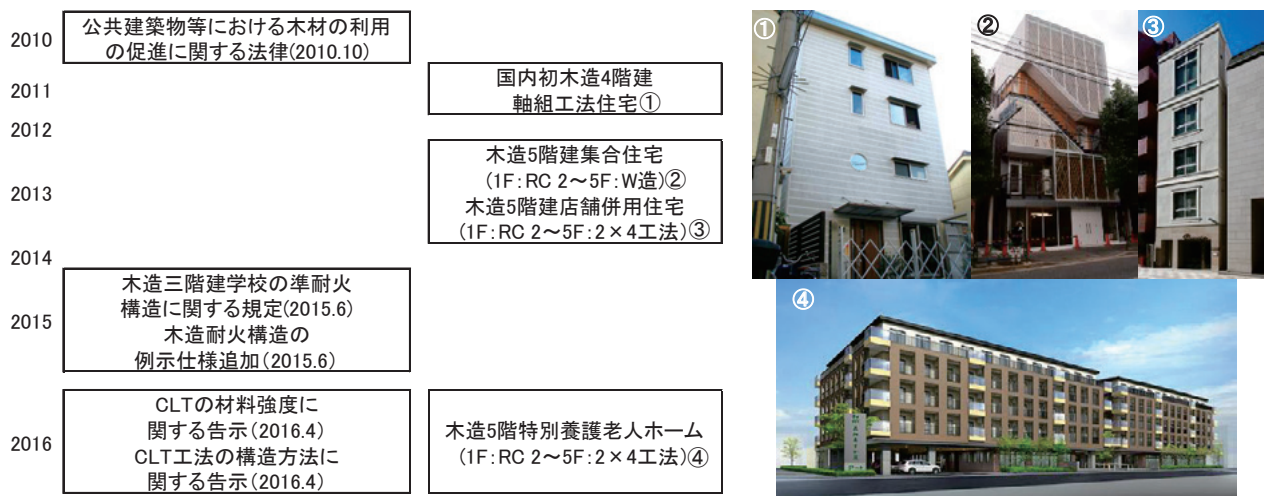 2010
公共建築物等における木材の利用
の促進に関する法律(2010.10)
2011
国内初木造4階建
軸組工法住宅①
2012
2013
木造5階建集合住宅
(1F:RC 2～5F:W造)②
木造5階建店舗併用住宅
(1F:RC 2～5F:2×4工法)③
2014
2015
木造三階建学校の準耐火
構造に関する規定(2015.6)
木造耐火構造の
例示仕様追加(2015.6)
2016
CLTの材料強度に
関する告示(2016.4)
CLT工法の構造方法に
関する告示(2016.4)
木造5階特別養護老人ホーム
(1F:RC 2～5F:2×4工法)④
①
②
③
④